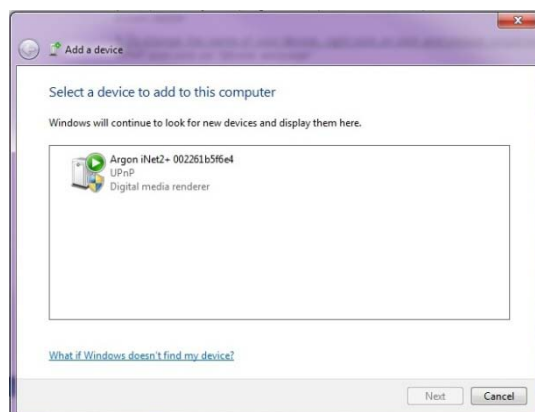 Add a device
Select a device to add to this computer
Windows will continue to look for new devices and display them here.
Argon iNet2+ 002261b5f6e4
UPnP
Digital media renderer
What if Windows doesn't find my device?
Next
Cancel